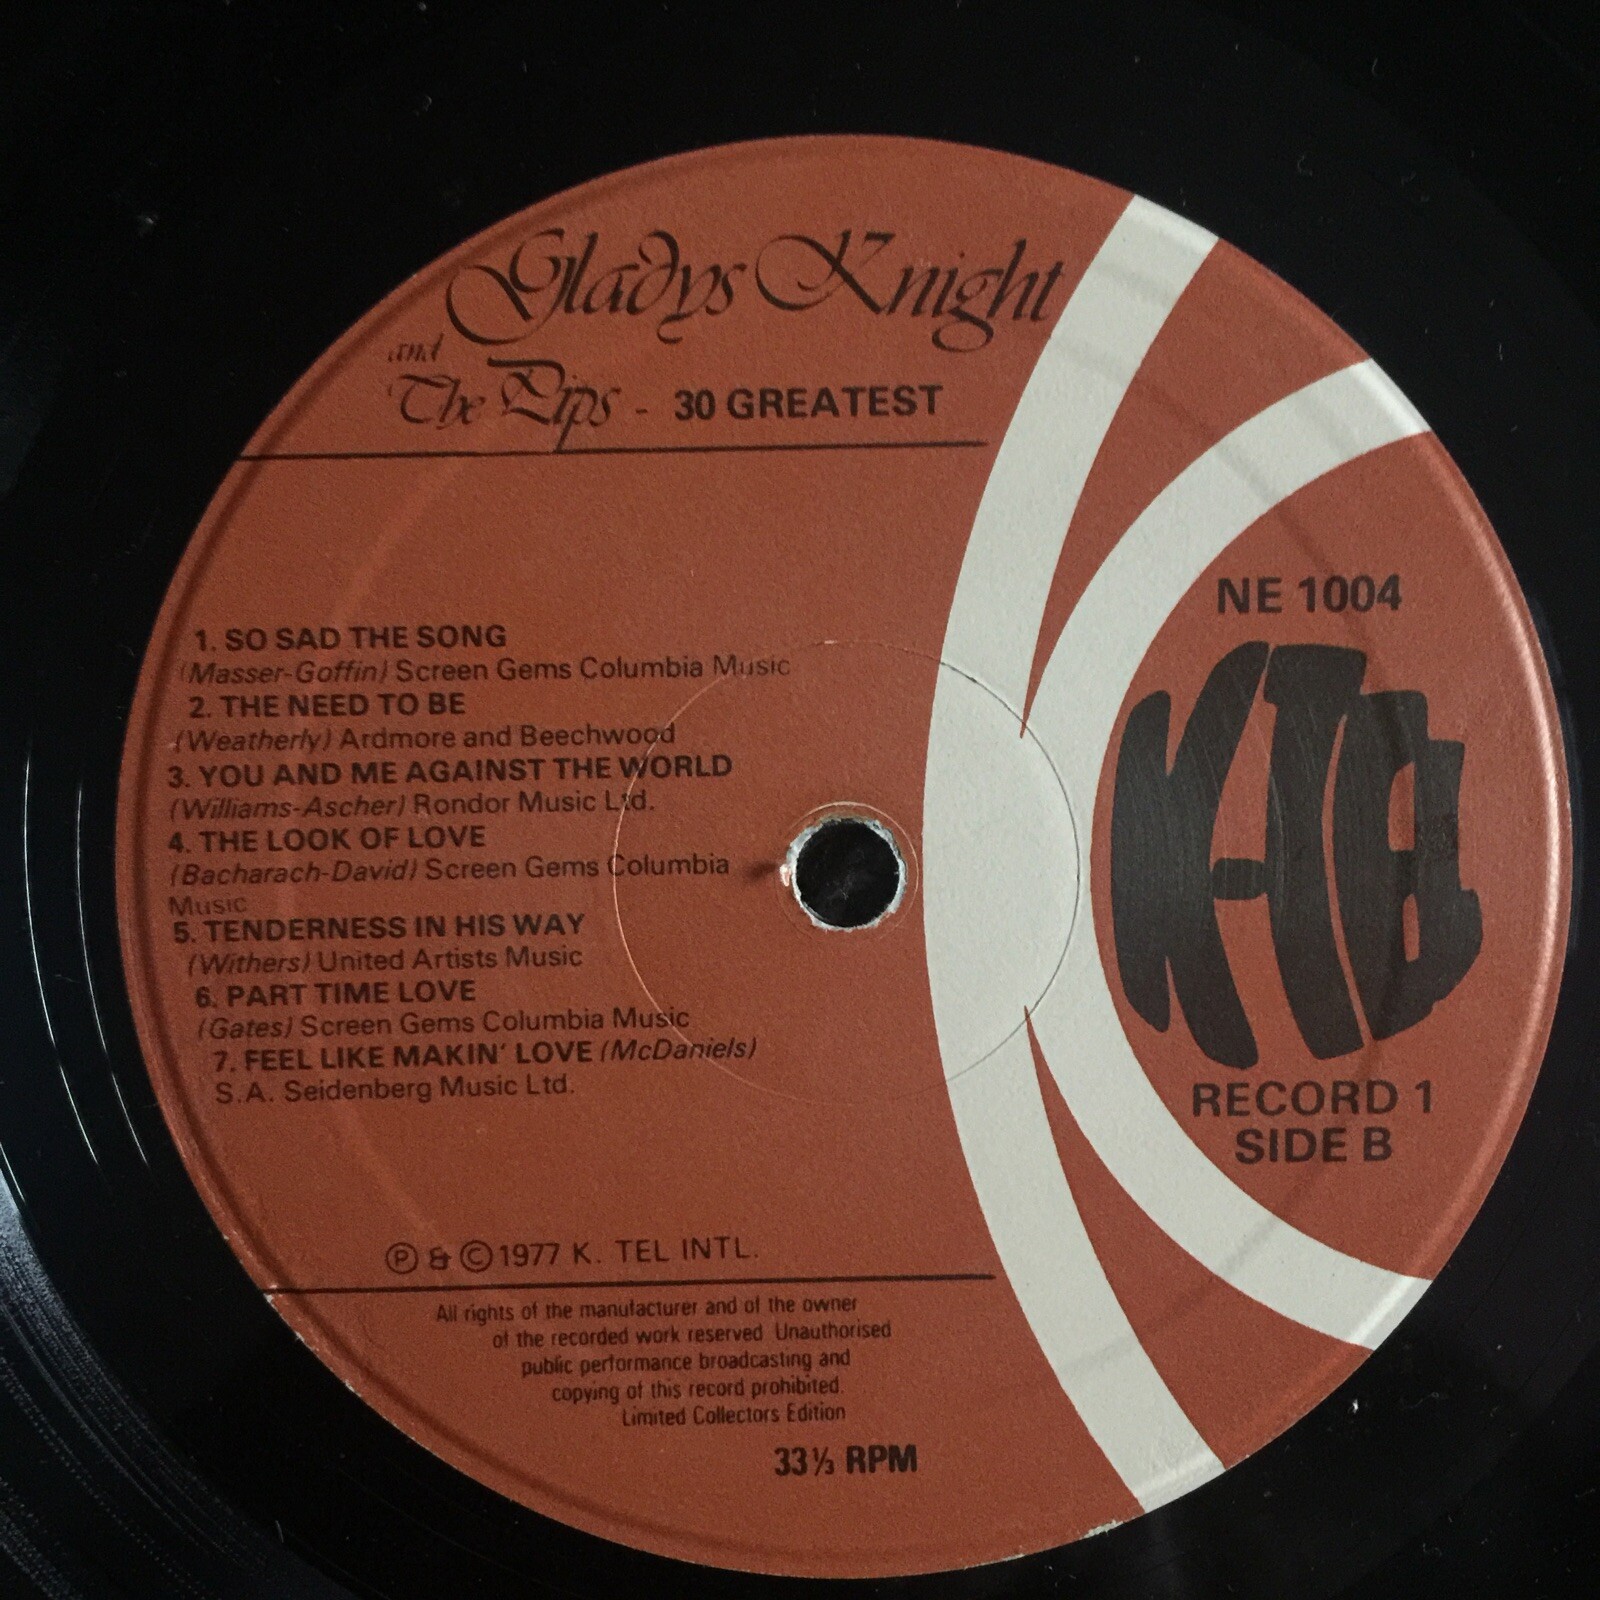 Gladys Knight
and
The Pips - 30 GREATEST
NE 1004
K-TEL
RECORD 1
SIDE B
1. SO SAD THE SONG
(Masser-Goffin) Screen Gems Columbia Music
2. THE NEED TO BE
(Weatherly) Ardmore and Beechwood
3. YOU AND ME AGAINST THE WORLD
(Williams-Ascher) Rondor Music Ltd.
4. THE LOOK OF LOVE
(Bacharach-David) Screen Gems Columbia
Music
5. TENDERNESS IN HIS WAY
(Withers) United Artists Music
6. PART TIME LOVE
(Gates) Screen Gems Columbia Music
7. FEEL LIKE MAKIN' LOVE (McDaniels)
S.A. Seidenberg Music Ltd.
Ⓟ & © 1977 K. TEL INTL.
All rights of the manufacturer and of the owner
of the recorded work reserved Unauthorised
public performance broadcasting and
copying of this record prohibited.
Limited Collectors Edition
33⅓ RPM